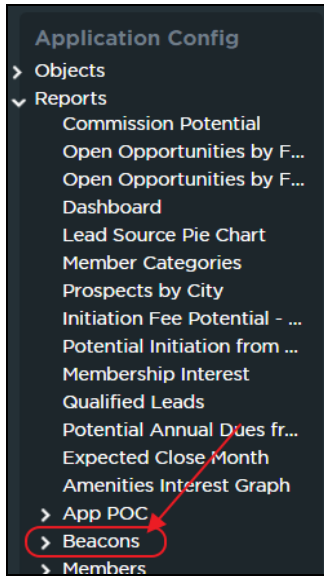 Application Config
Objects
Reports
Commission Potential
Open Opportunities by F...
Open Opportunities by F...
Dashboard
Lead Source Pie Chart
Member Categories
Prospects by City
Initiation Fee Potential - ...
Potential Initiation from ...
Membership Interest
Qualified Leads
Potential Annual Dues fr...
Expected Close Month
Amenities Interest Graph
App POC
Beacons
Members